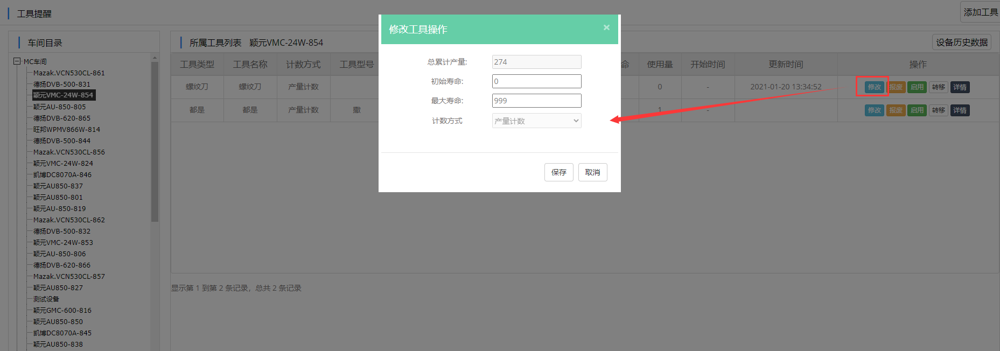 工具提醒
添加工具
车间目录
MC车间
Mazak.VCN530CL-861
德扬DVB-500-831
颖元VMC-24W-854
颖元AU-850-805
德扬DVB-620-865
旺邦WPMV866W-814
德扬DVB-500-844
Mazak.VCN530CL-856
颖元VMC-24W-824
凯博DC8070A-846
颖元AU850-837
颖元AU850-801
颖元AU-850-819
Mazak.VCN530CL-862
德扬DVB-500-832
颖元VMC-24W-853
颖元AU-850-806
德扬DVB-620-866
Mazak.VCN530CL-857
颖元AU850-827
测试设备
颖元GMC-600-816
颖元AU850-850
凯博DC8070A-845
颖元AU850-838
所属工具列表 颖元VMC-24W-854
设备历史数据
工具类型 工具名称 计数方式 工具型号 命 使用量 开始时间 更新时间 操作
螺纹刀 螺纹刀 产量计数 0 - 2021-01-20 13:34:52 修改 报废 启用 转移 详情
都是 都是 产量计数 撒 1 - 修改 报废 启用 转移 详情
显示第 1 到第 2 条记录，总共 2 条记录
修改工具操作 ×
总累计产量: 274
初始寿命: 0
最大寿命: 999
计数方式 产量计数
保存 取消